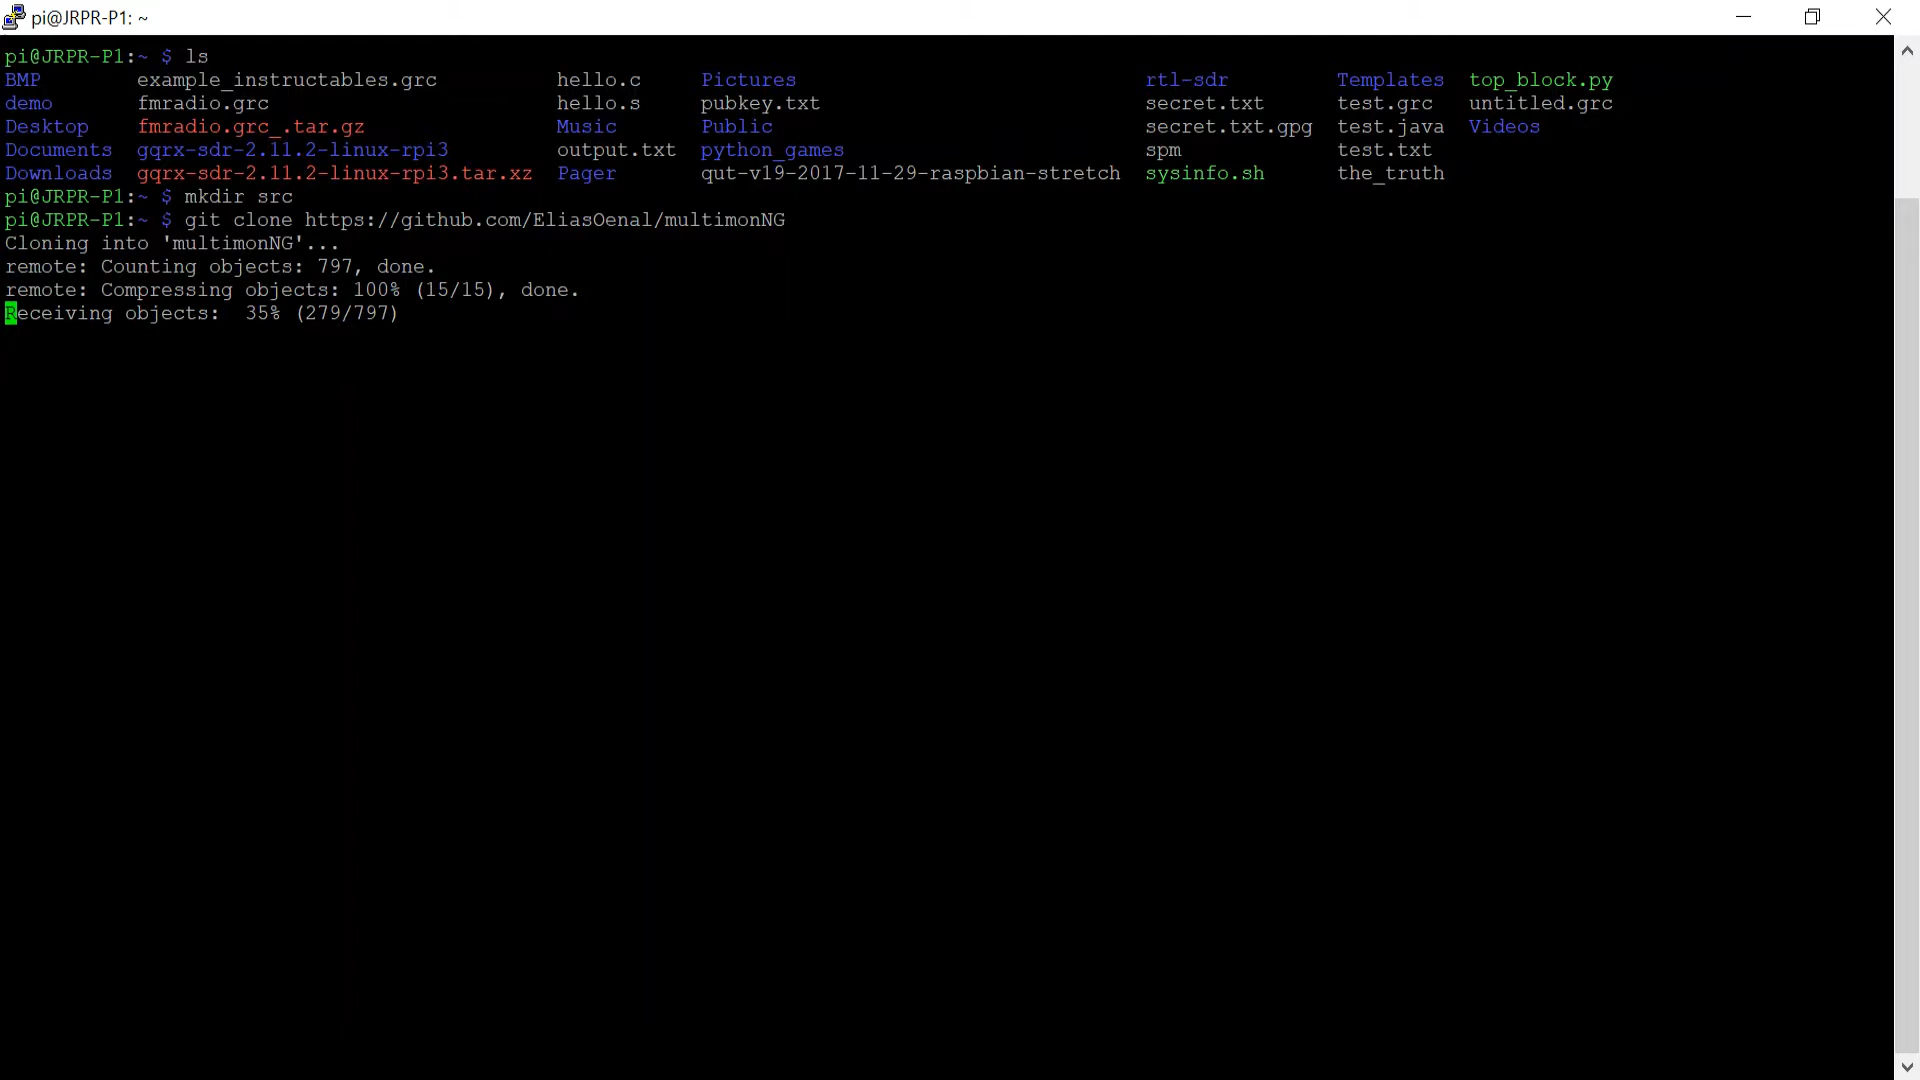 pi@JRPR-P1: ~
pi@JRPR-P1:~ $ ls
BMP example_instructables.grc hello.c Pictures rtl-sdr Templates top_block.py
demo fmradio.grc hello.s pubkey.txt secret.txt test.grc untitled.grc
Desktop fmradio.grc_.tar.gz Music Public secret.txt.gpg test.java Videos
Documents gqrx-sdr-2.11.2-linux-rpi3 output.txt python_games spm test.txt
Downloads gqrx-sdr-2.11.2-linux-rpi3.tar.xz Pager qut-v19-2017-11-29-raspbian-stretch sysinfo.sh the_truth
pi@JRPR-P1:~ $ mkdir src
pi@JRPR-P1:~ $ git clone https://github.com/EliasOenal/multimonNG
Cloning into 'multimonNG'...
remote: Counting objects: 797, done.
remote: Compressing objects: 100% (15/15), done.
Receiving objects: 35% (279/797)